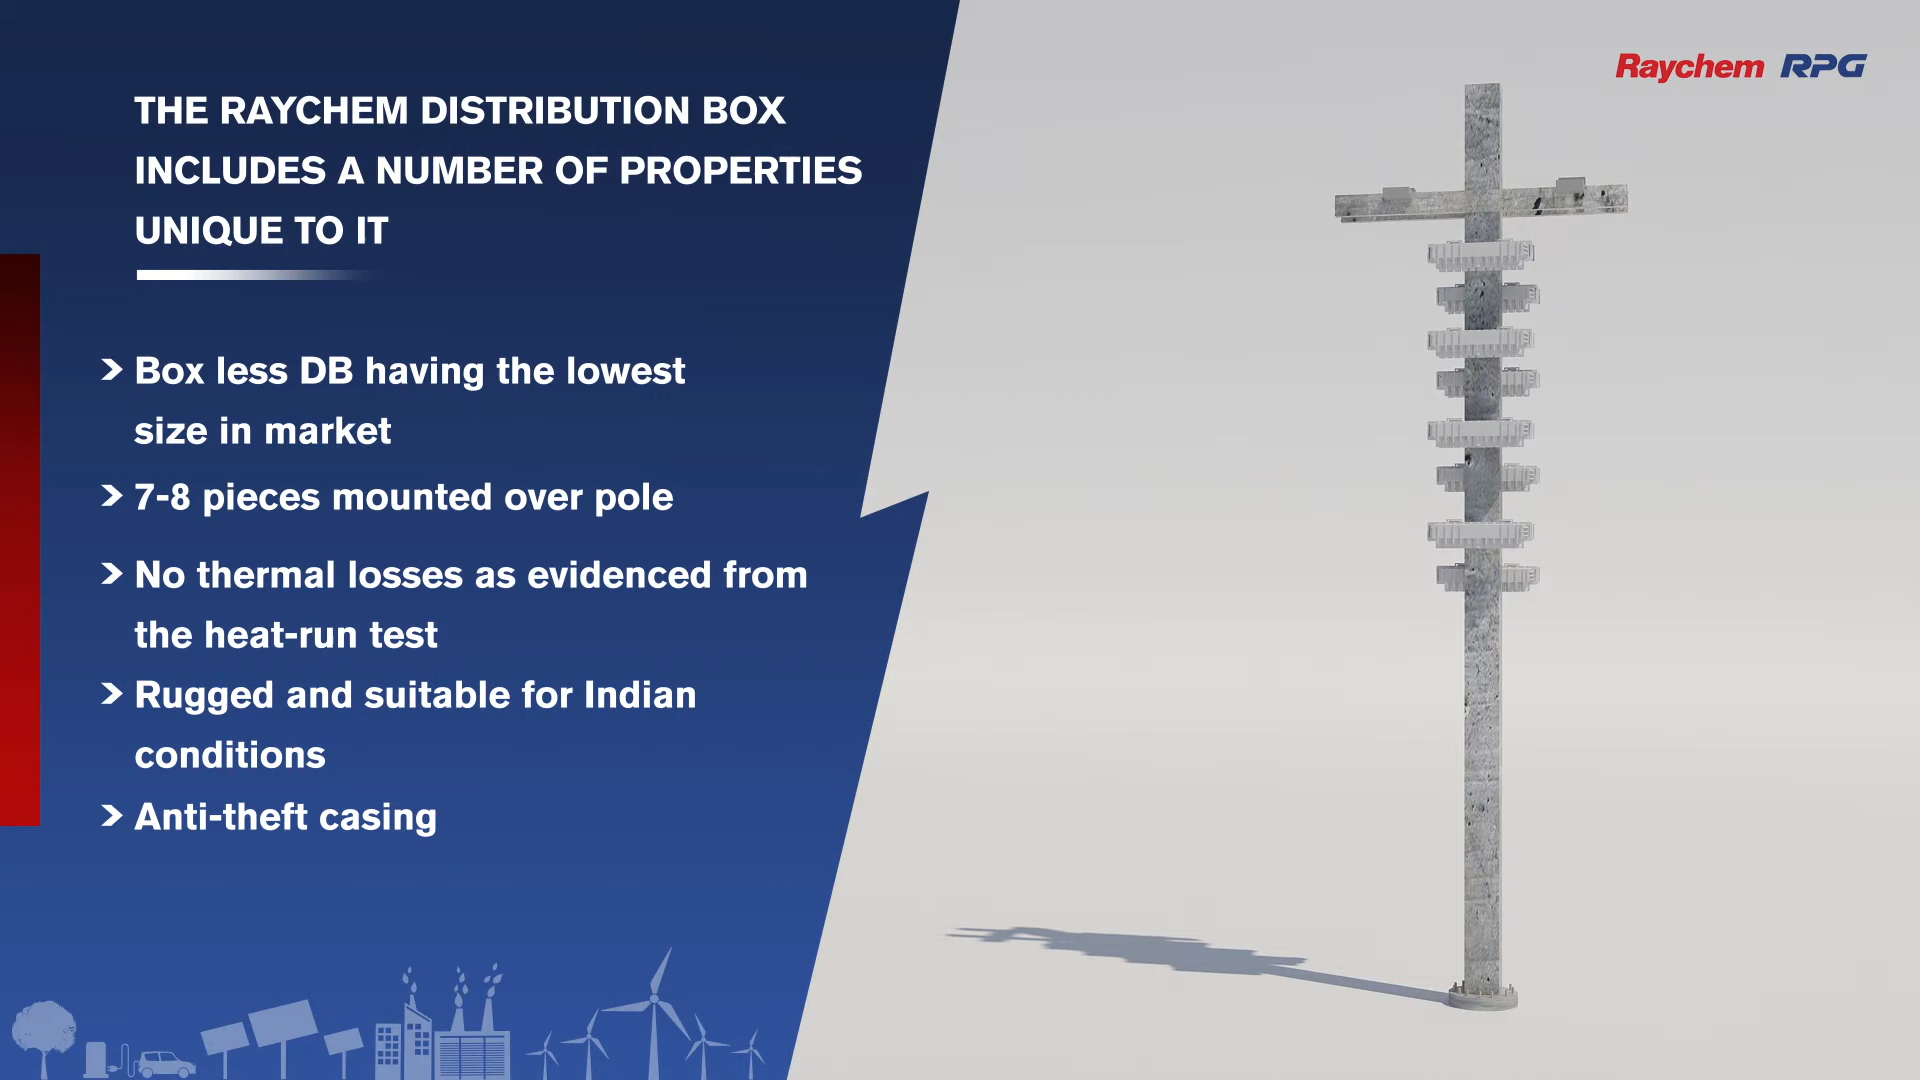 Raychem RPG
THE RAYCHEM DISTRIBUTION BOX
INCLUDES A NUMBER OF PROPERTIES
UNIQUE TO IT
> Box less DB having the lowest
size in market
> 7-8 pieces mounted over pole
> No thermal losses as evidenced from
the heat-run test
> Rugged and suitable for Indian
conditions
> Anti-theft casing